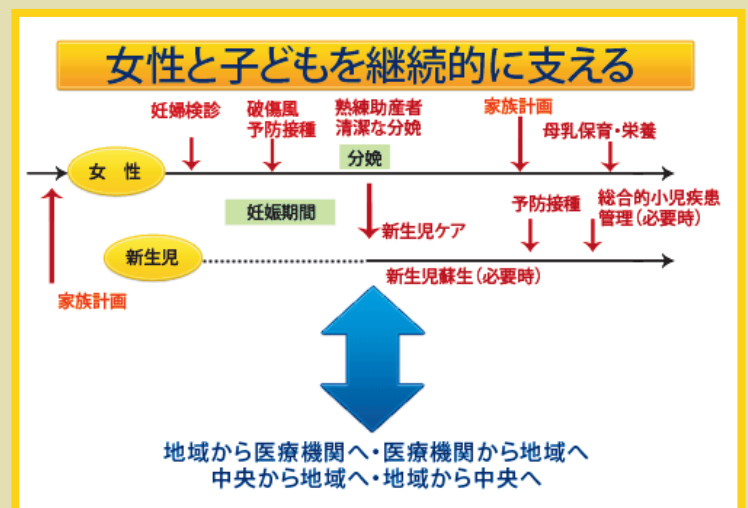 女性と子どもを継続的に支える
妊婦検診
破傷風
予防接種
熟練助産者
清潔な分娩
家族計画
母乳保育・栄養
分娩
女 性
妊娠期間
新生児ケア
予防接種
総合的小児疾患
管理(必要時)
新生児
新生児蘇生(必要時)
家族計画
地域から医療機関へ・医療機関から地域へ
中央から地域へ・地域から中央へ